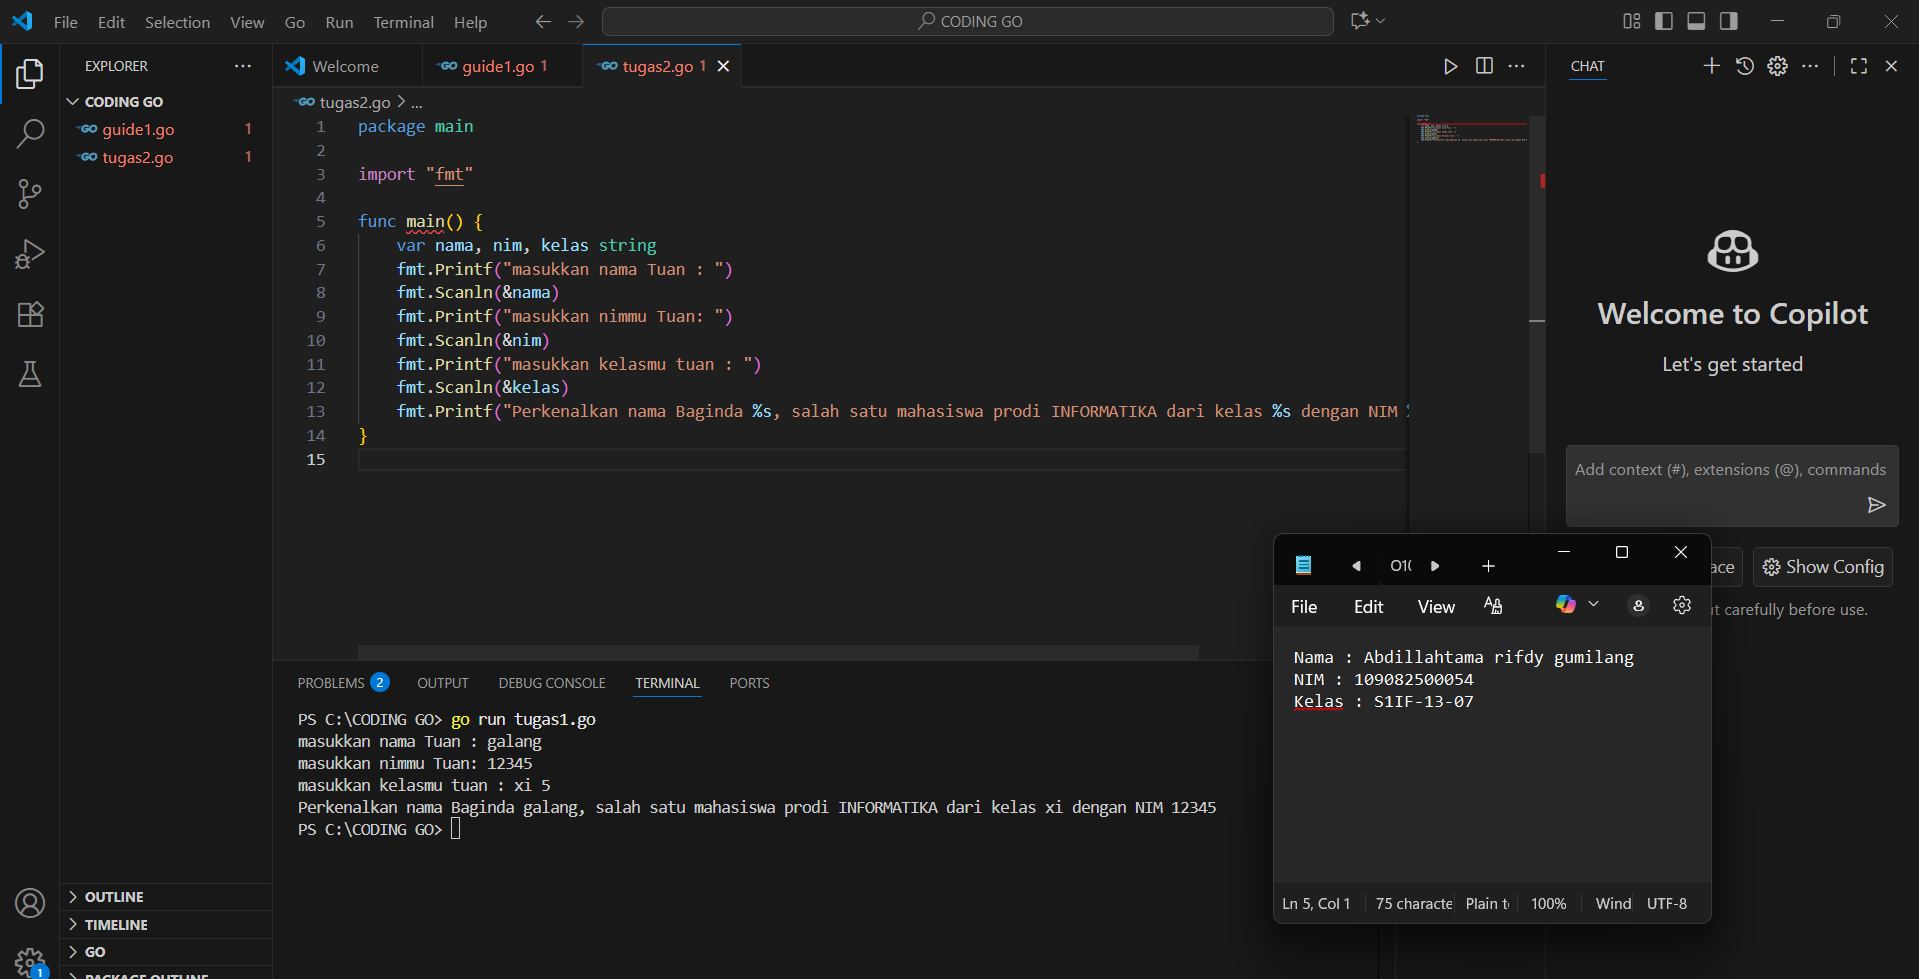 File Edit Selection View Go Run Terminal Help
CODING GO
EXPLORER
CODING GO
guide1.go 1
tugas2.go 1
OUTLINE
TIMELINE
GO
PACKAGE OUTLINE
1
Welcome
guide1.go 1
tugas2.go 1
tugas2.go > ...
1 package main
2
3 import "fmt"
4
5 func main() {
6 var nama, nim, kelas string
7 fmt.Printf("masukkan nama Tuan : ")
8 fmt.Scanln(&nama)
9 fmt.Printf("masukkan nimmu Tuan: ")
10 fmt.Scanln(&nim)
11 fmt.Printf("masukkan kelasmu tuan : ")
12 fmt.Scanln(&kelas)
13 fmt.Printf("Perkenalkan nama Baginda %s, salah satu mahasiswa prodi INFORMATIKA dari kelas %s dengan NIM
14 }
15
PROBLEMS 2 OUTPUT DEBUG CONSOLE TERMINAL PORTS
PS C:\CODING GO> go run tugas1.go
masukkan nama Tuan : galang
masukkan nimmu Tuan: 12345
masukkan kelasmu tuan : xi 5
Perkenalkan nama Baginda galang, salah satu mahasiswa prodi INFORMATIKA dari kelas xi dengan NIM 12345
PS C:\CODING GO>
CHAT
Welcome to Copilot
Let's get started
Add context (#), extensions (@), commands
ace
Show Config
t carefully before use.
File Edit View
Nama : Abdillahtama rifdy gumilang
NIM : 109082500054
Kelas : S1IF-13-07
Ln 5, Col 1
75 characte
Plain t
100%
Wind
UTF-8